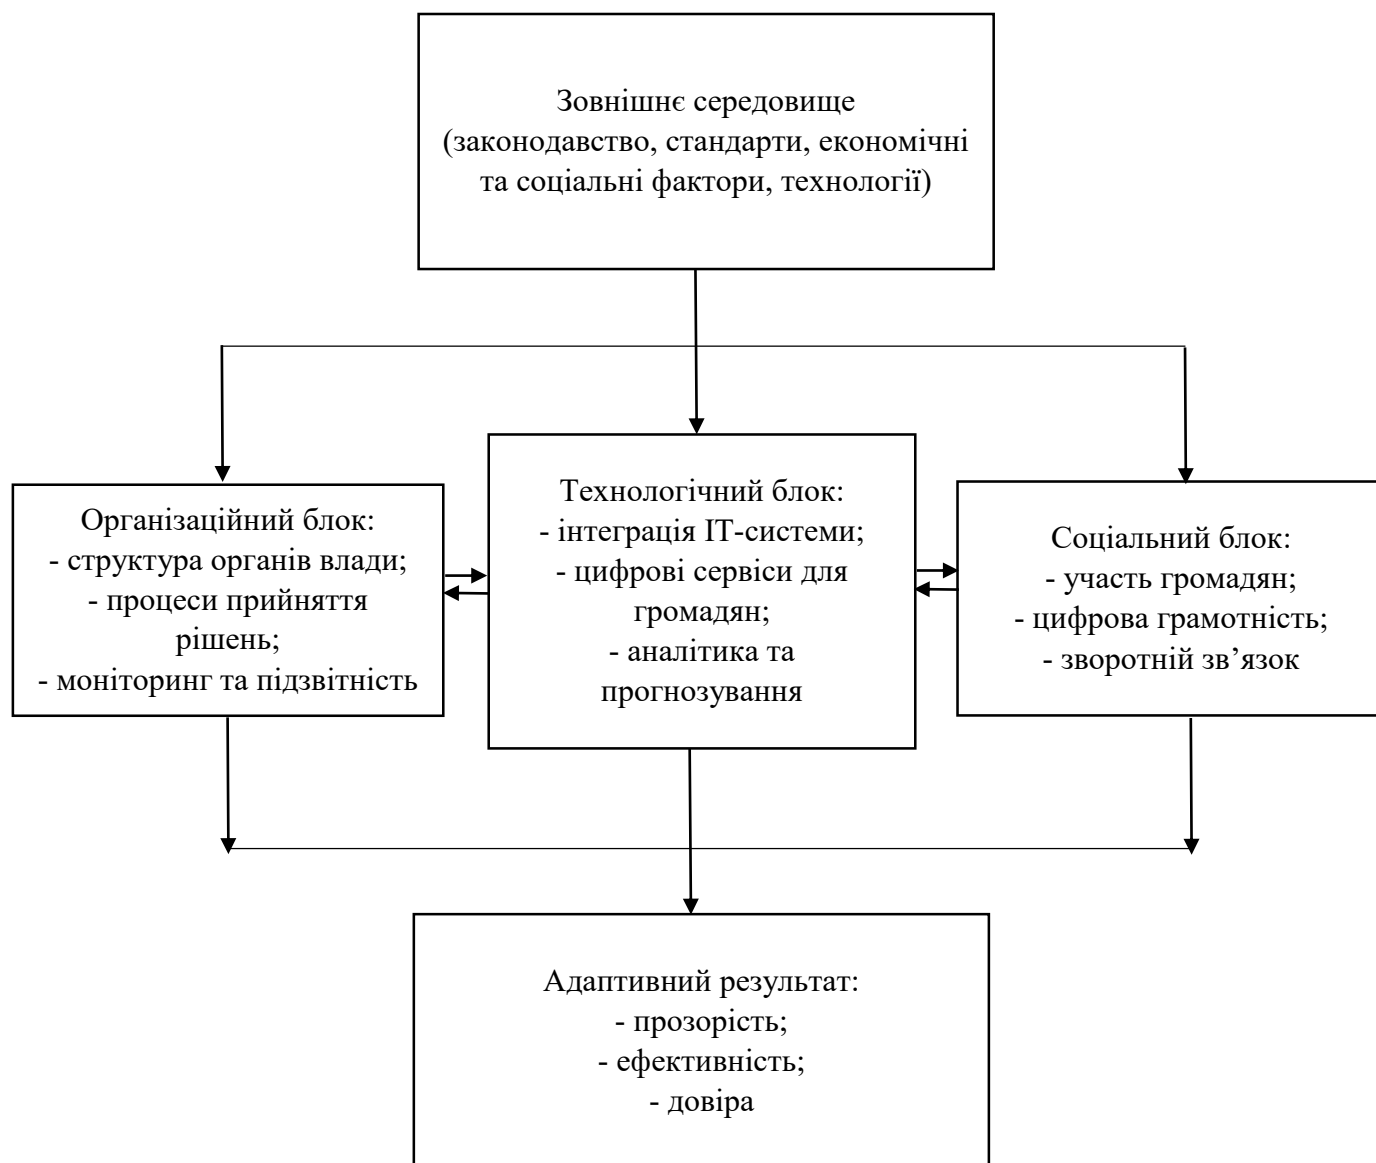 Зовнішнє середовище
(законодавство, стандарти, економічні
та соціальні фактори, технології)
Організаційний блок:
- структура органів влади;
- процеси прийняття
рішень;
- моніторинг та підзвітність
Технологічний блок:
- інтеграція ІТ-системи;
- цифрові сервіси для
громадян;
- аналітика та
прогнозування
Соціальний блок:
- участь громадян;
- цифрова грамотність;
- зворотній зв’язок
Адаптивний результат:
- прозорість;
- ефективність;
- довіра